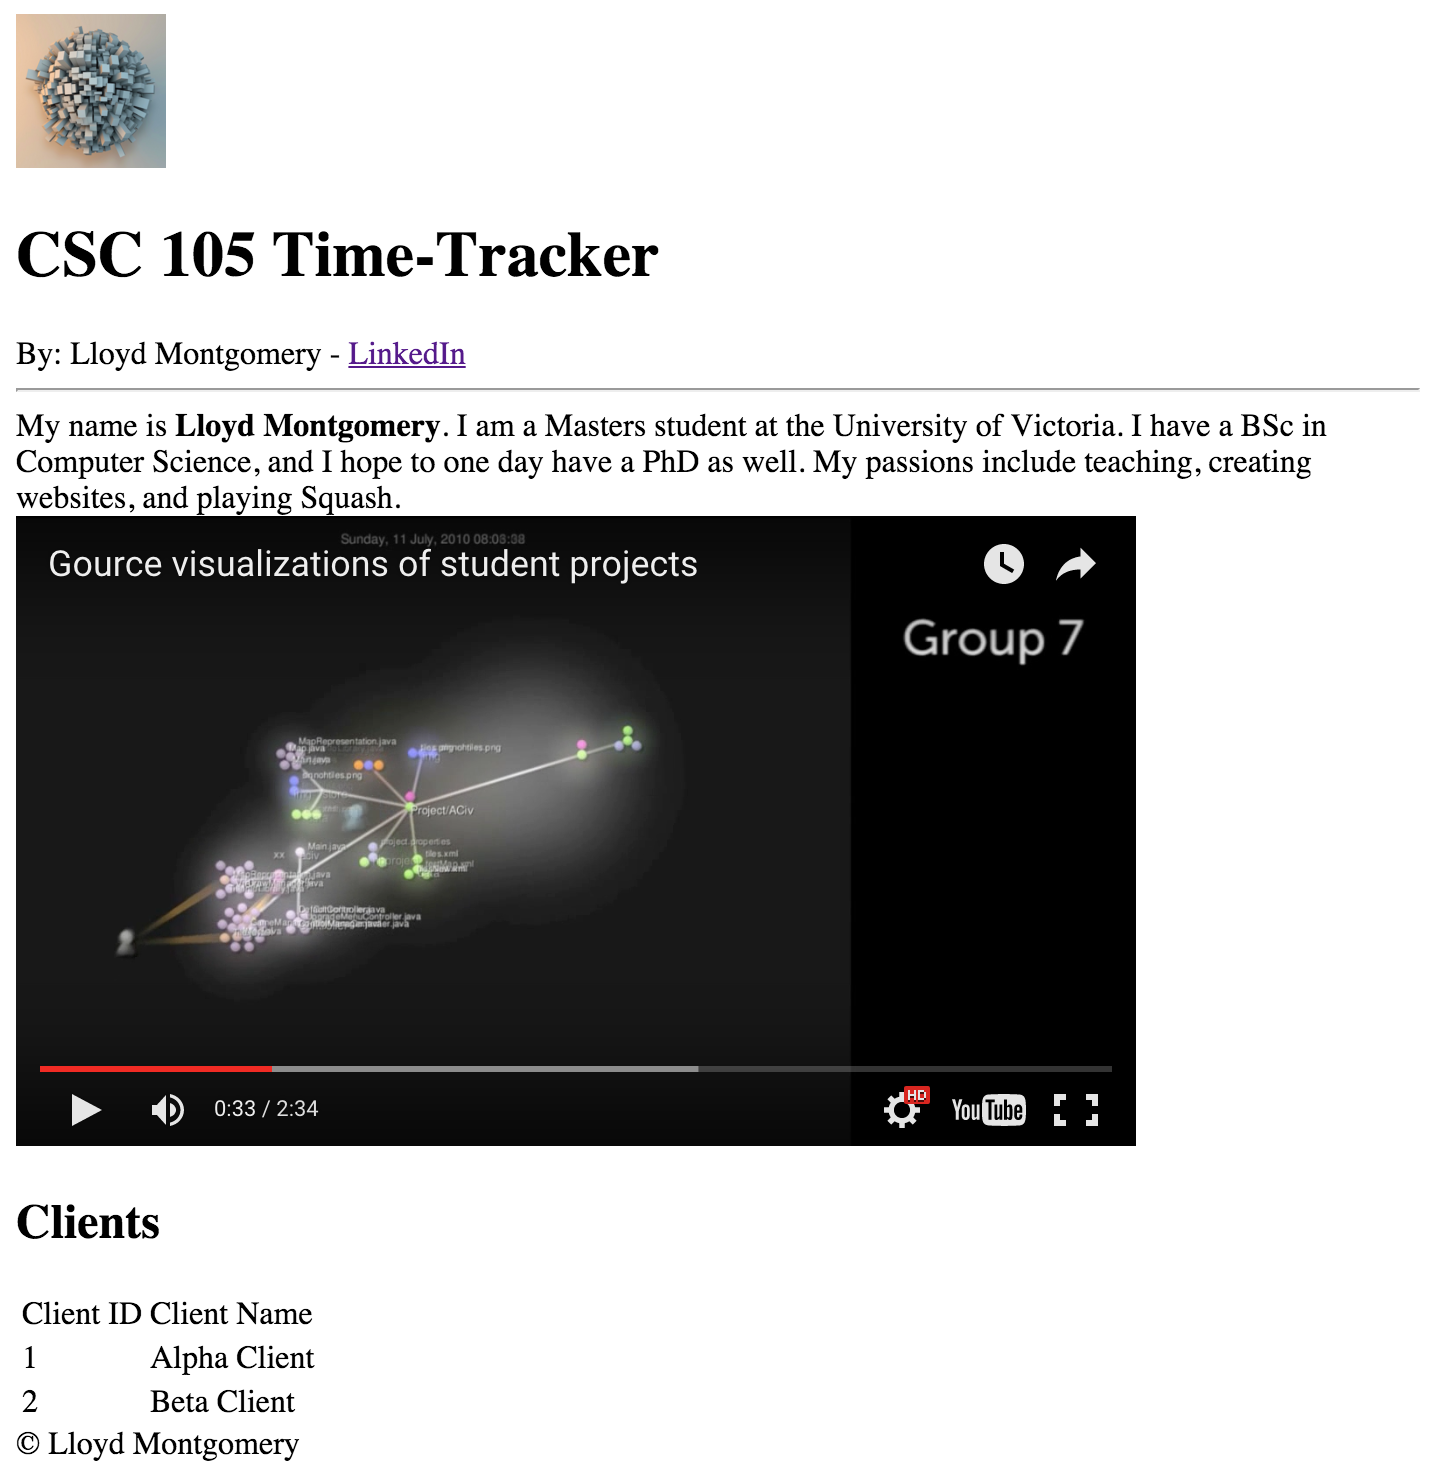 CSC 105 Time-Tracker
By: Lloyd Montgomery - LinkedIn
My name is Lloyd Montgomery. I am a Masters student at the University of Victoria. I have a BSc in
Computer Science, and I hope to one day have a PhD as well. My passions include teaching, creating
websites, and playing Squash.
Sunday, 11 July, 2010 08:03:38
Gource visualizations of student projects
Group 7
MapRepresentation.java
Map.java
nohtiles.png
Project/ACiv
Main.java
project.properties
tiles.xml
xx
UpgradeMenuController.java
0:33 / 2:34
HD
YouTube
Clients
Client ID Client Name
1 Alpha Client
2 Beta Client
© Lloyd Montgomery